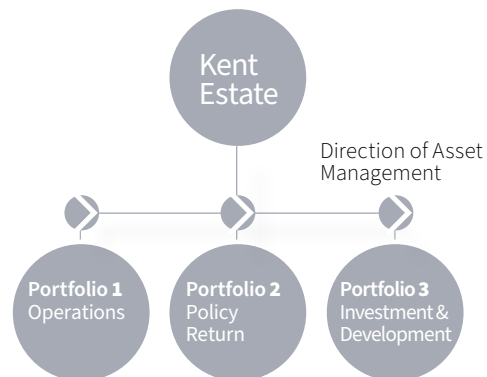 Kent
Estate
Direction of Asset
Management
Portfolio 1
Operations
Portfolio 2
Policy
Return
Portfolio 3
Investment &
Development